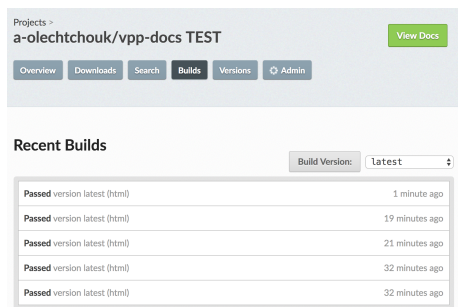 Projects >
a-olechtchouk/vpp-docs TEST
View Docs
Overview Downloads Search Builds Versions Admin
Recent Builds
Build Version: latest
Passed version latest (html) 1 minute ago
Passed version latest (html) 19 minutes ago
Passed version latest (html) 21 minutes ago
Passed version latest (html) 32 minutes ago
Passed version latest (html) 32 minutes ago